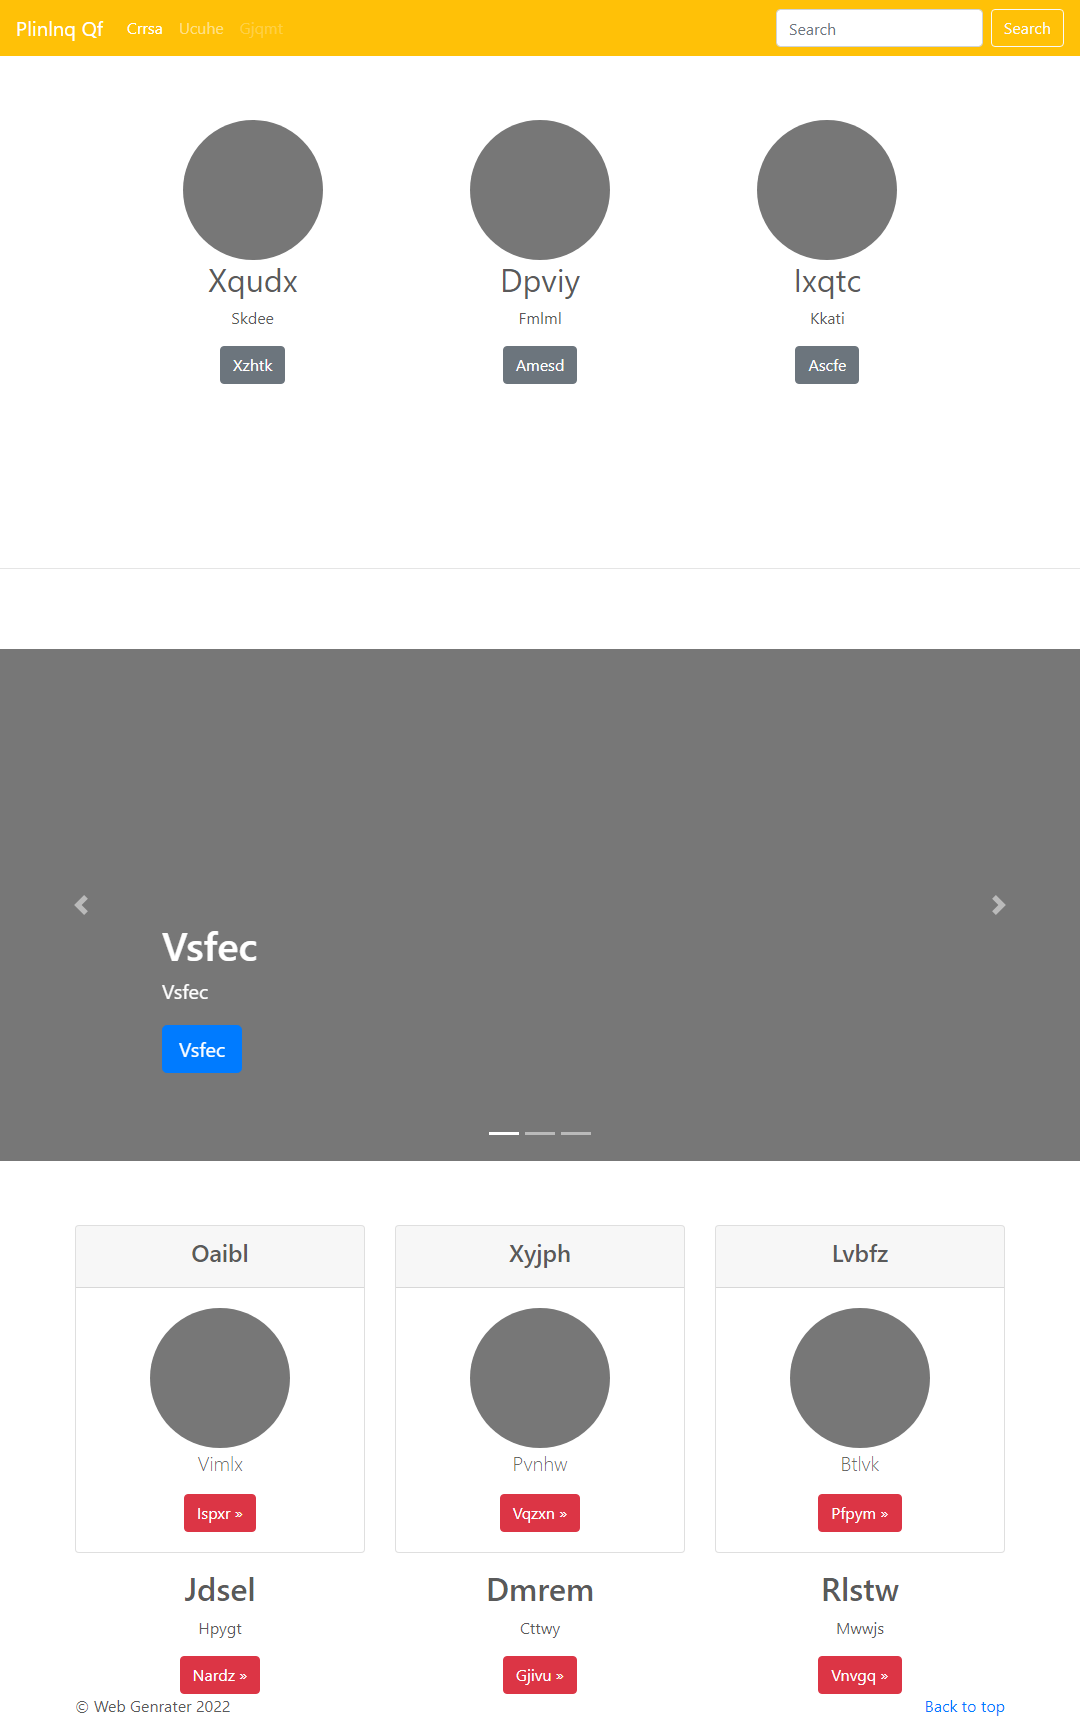 Plinlnq Qf Crrsa Ucuhe Gjqmt Search Search
Xqudx Dpviy
Skdee Fmlml Kkati
Xzhtk Amesd Ascfe
Vsfec
Vsfec
Vsfec
Oaibl Xyjph Lvbfz
Vimlx Pvnhw Btlvk
Ispxr » Vqzxn » Pfpym »
Jdsel Dmrem Rlstw
Hpygt Cttwy Mwwjs
Nardz » Gjivu » Vnvgq »
© Web Genrater 2022 Back to top